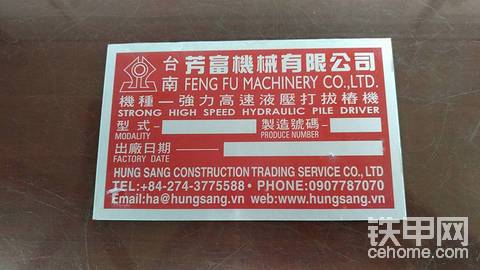 台南 芳富機械有限公司
FENG FU MACHINERY CO.,LTD.
機種－強力高速液壓打拔樁機
STRONG HIGH SPEED HYDRAULIC PILE DRIVER
型式－ 製造號碼－
MODALITY PRODUCE NUMBER
出廠日期
FACTORY DATE
HUNG SANG CONSTRUCTION TRADING SERVICE CO., LTD
TEL:+84-274-3775588 • PHONE:0907787070
Email:ha@hungsang.vn web:www.hungsang.vn
铁甲网
cehome.com